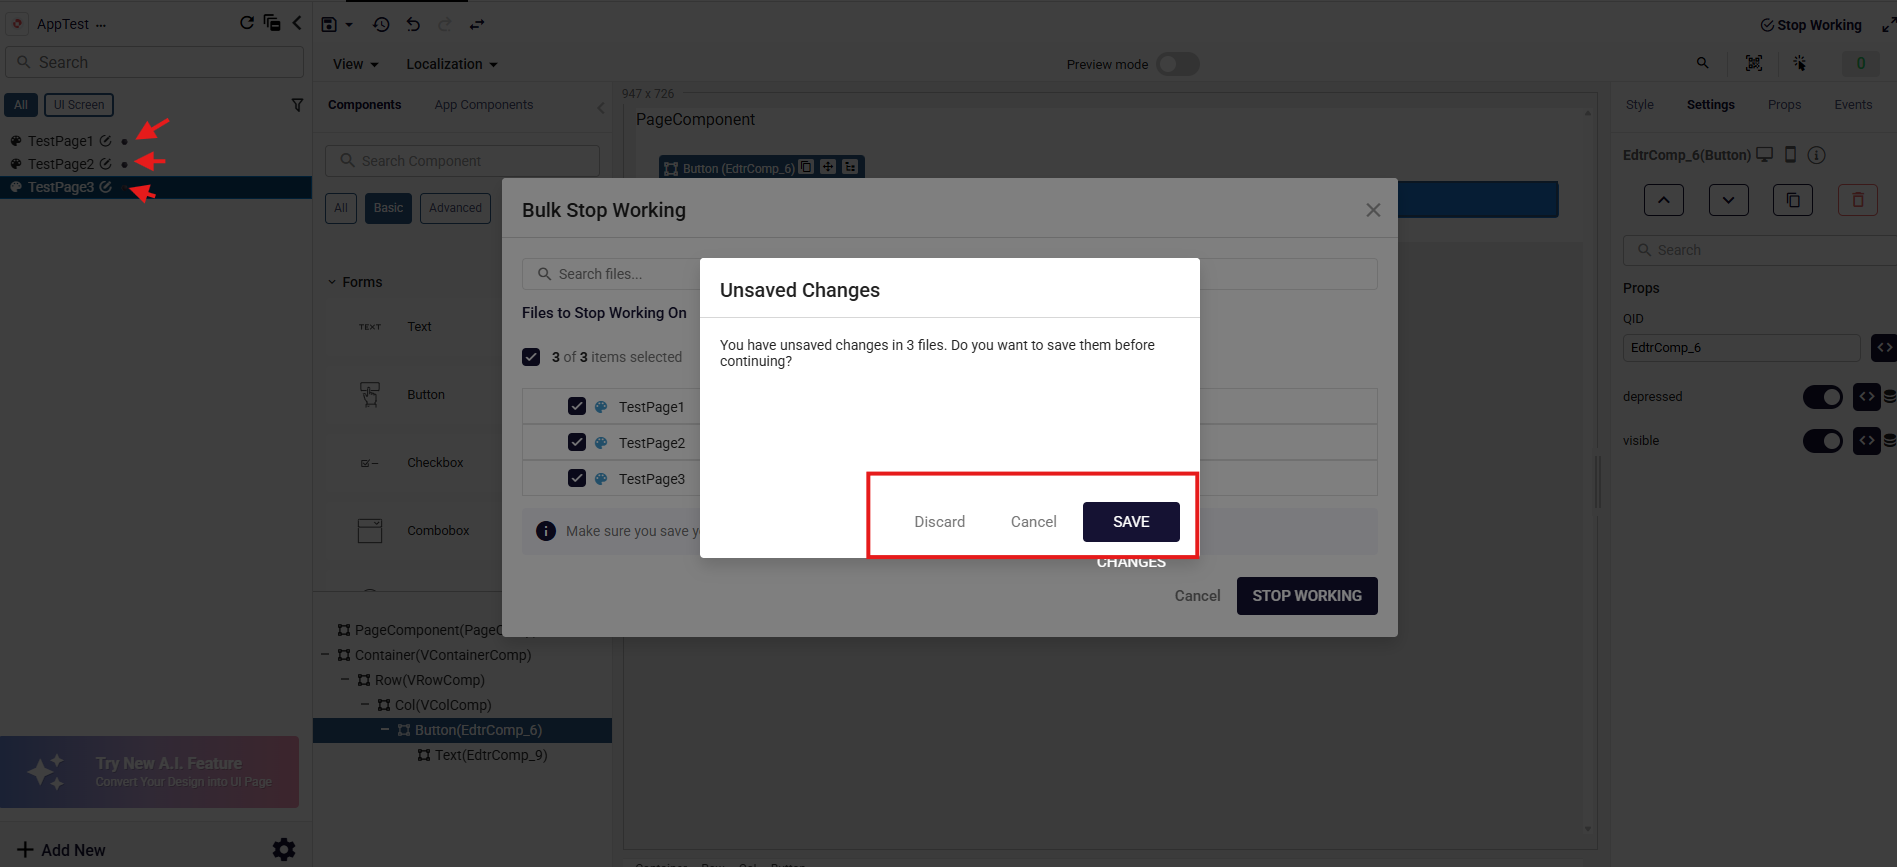 AppTest ...
Stop Working
Search
View
Localization
Preview mode
0
All
UI Screen
Components
App Components
947 x 726
Style
Settings
Props
Events
PageComponent
TestPage1
TestPage2
TestPage3
Search Component
Button (EdtrComp_6)
EdtrComp_6(Button)
All
Basic
Advanced
Bulk Stop Working
Search
Search files...
Forms
Files to Stop Working On
Unsaved Changes
Props
QID
Text
3 of 3 items selected
You have unsaved changes in 3 files. Do you want to save them before
continuing?
EdtrComp_6
Button
TestPage1
depressed
TestPage2
visible
Checkbox
TestPage3
Combobox
Make sure you save y
Discard
Cancel
SAVE
CHANGES
Cancel
STOP WORKING
PageComponent(PageC
Container(VContainerComp)
Row(VRowComp)
Col(VColComp)
Button(EdtrComp_6)
Text(EdtrComp_9)
Try New A.I. Feature
Convert Your Design into UI Page
Add New